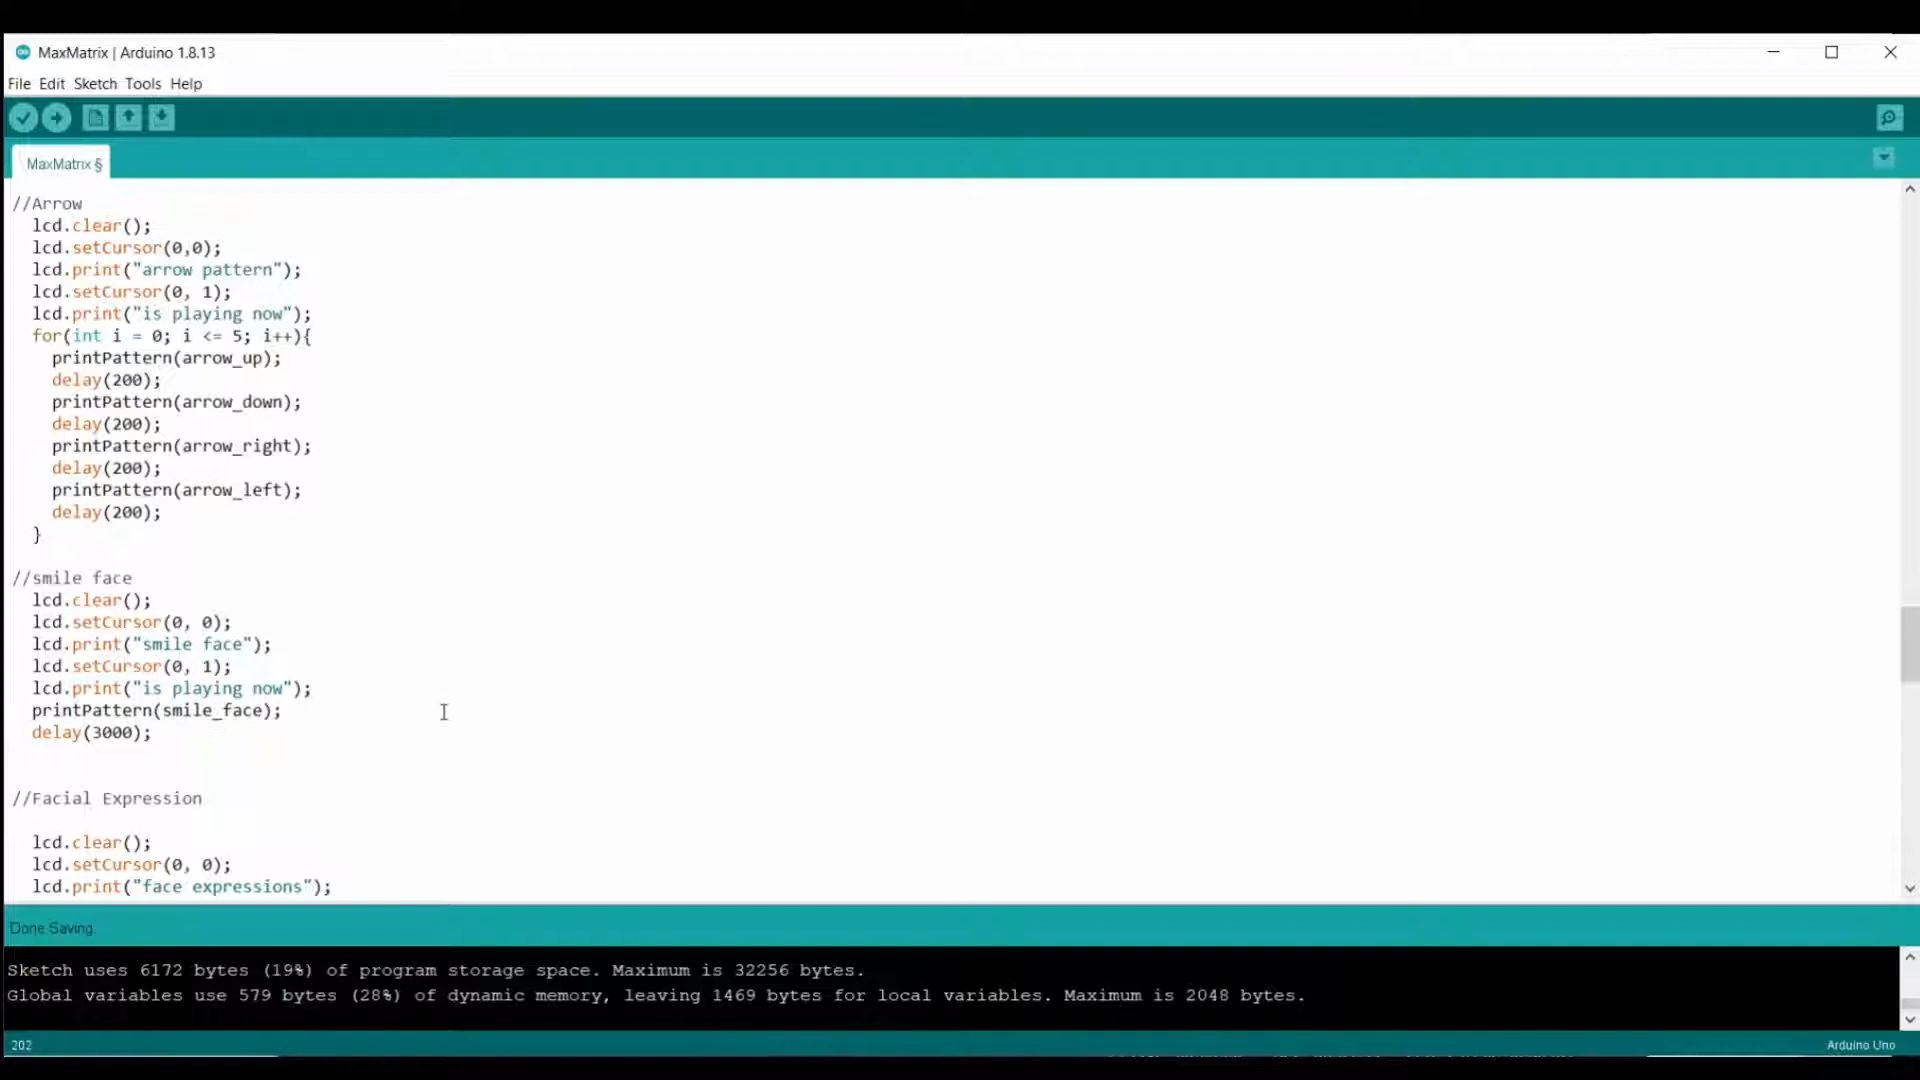 MaxMatrix | Arduino 1.8.13
File Edit Sketch Tools Help
MaxMatrix §
//Arrow
lcd.clear();
lcd.setCursor(0,0);
lcd.print("arrow pattern");
lcd.setCursor(0, 1);
lcd.print("is playing now");
for(int i = 0; i <= 5; i++){
printPattern(arrow_up);
delay(200);
printPattern(arrow_down);
delay(200);
printPattern(arrow_right);
delay(200);
printPattern(arrow_left);
delay(200);
}
//smile face
lcd.clear();
lcd.setCursor(0, 0);
lcd.print("smile face");
lcd.setCursor(0, 1);
lcd.print("is playing now");
printPattern(smile_face);
delay(3000);
//Facial Expression
lcd.clear();
lcd.setCursor(0, 0);
lcd.print("face expressions");
Done Saving.
Sketch uses 6172 bytes (19%) of program storage space. Maximum is 32256 bytes.
Global variables use 579 bytes (28%) of dynamic memory, leaving 1469 bytes for local variables. Maximum is 2048 bytes.
202
Arduino Uno